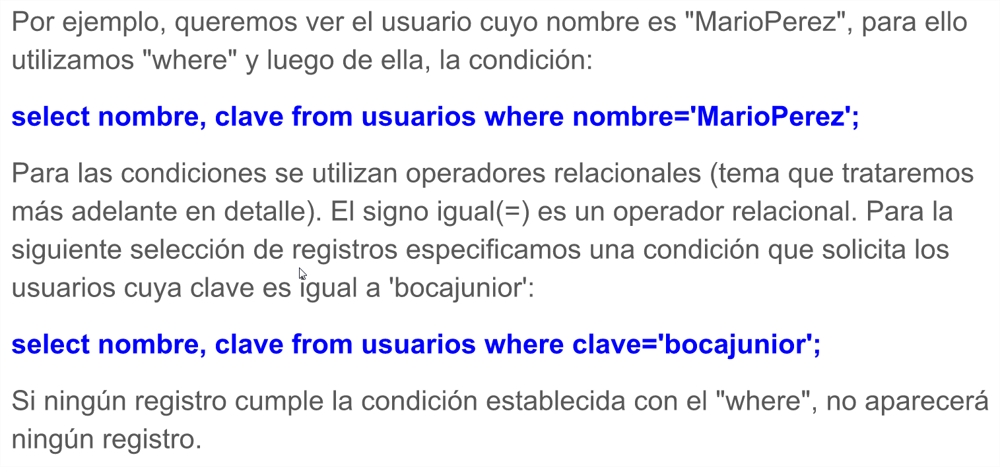 Por ejemplo, queremos ver el usuario cuyo nombre es "MarioPerez", para ello
utilizamos "where" y luego de ella, la condición:
select nombre, clave from usuarios where nombre='MarioPerez';
Para las condiciones se utilizan operadores relacionales (tema que trataremos
más adelante en detalle). El signo igual(=) es un operador relacional. Para la
siguiente selección de registros especificamos una condición que solicita los
usuarios cuya clave es igual a 'bocajunior':
select nombre, clave from usuarios where clave='bocajunior';
Si ningún registro cumple la condición establecida con el "where", no aparecerá
ningún registro.